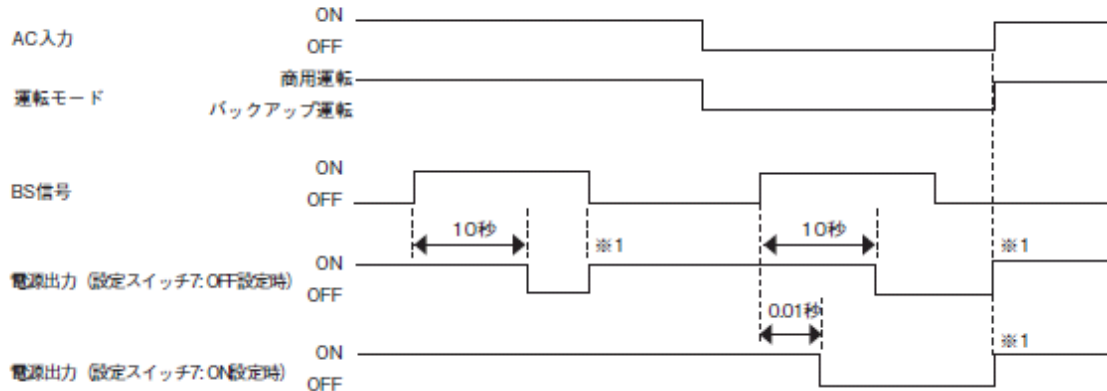 ON
AC入力
OFF
商用運転
運転モード
バックアップ運転
ON
BS信号
OFF
10秒
※1
10秒
※1
ON
電源出力（設定スイッチ7: OFF設定時）
OFF
0.01秒
ON
※1
電源出力（設定スイッチ7: ON設定時）
OFF